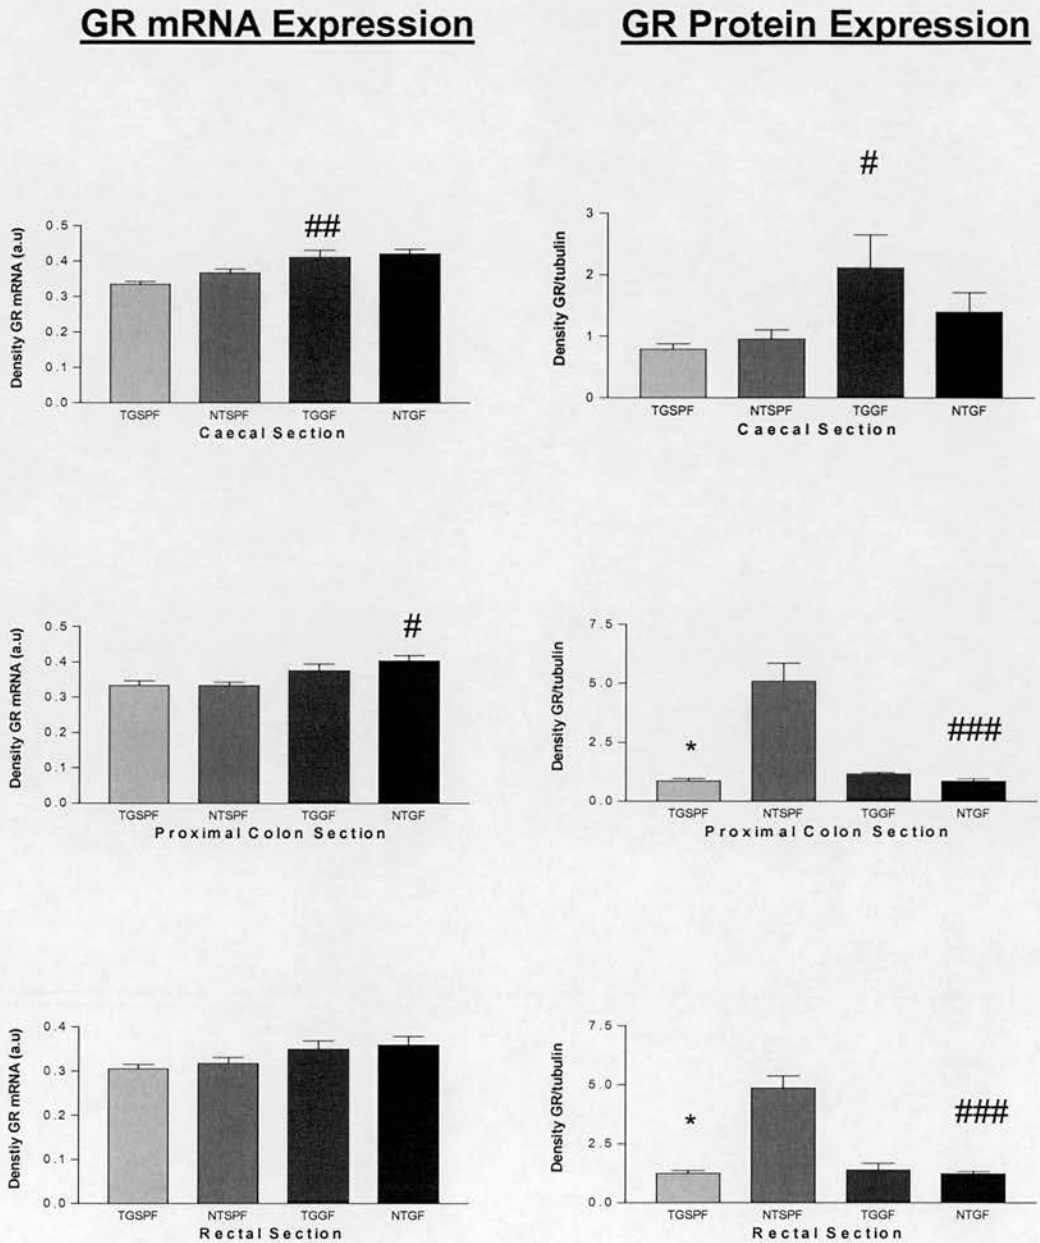 GR mRNA Expression
GR Protein Expression
##
Density GR mRNA (a.u)
0.5
0.4
0.3
0.2
0.1
0.0
TGSPF NTSPF TGGF NTGF
Caecal Section
#
Density GR/tubulin
3
2
1
0
TGSPF NTSPF TGGF NTGF
Caecal Section
#
Density GR mRNA (a.u)
0.5
0.4
0.3
0.2
0.1
0.0
TGSPF NTSPF TGGF NTGF
Proximal Colon Section
* ###
Density GR/tubulin
7.5
5.0
2.5
0.0
TGSPF NTSPF TGGF NTGF
Proximal Colon Section
Denstiy GR mRNA (a.u)
0.4
0.3
0.2
0.1
0.0
TGSPF NTSPF TGGF NTGF
Rectal Section
* ###
Density GR/tubulin
7.5
5.0
2.5
0.0
TGSPF NTSPF TGGF NTGF
Rectal Section